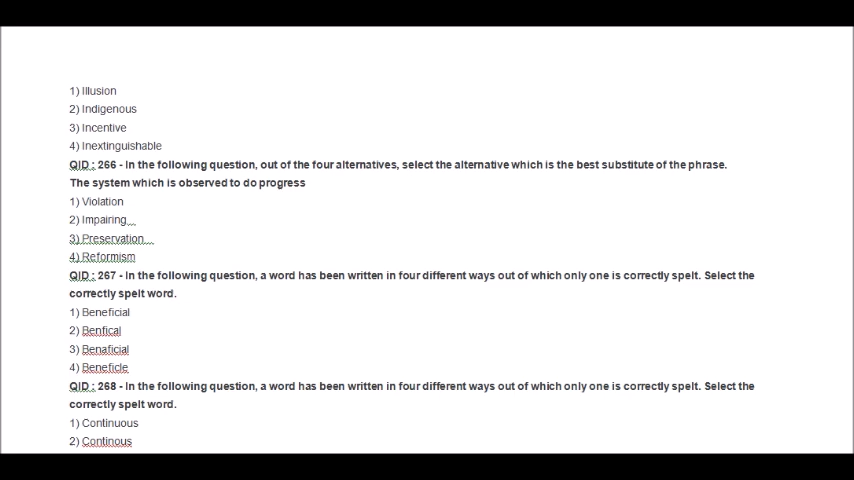 1) Illusion
2) Indigenous
3) Incentive
4) Inextinguishable
QID : 266 - In the following question, out of the four alternatives, select the alternative which is the best substitute of the phrase.
The system which is observed to do progress
1) Violation
2) Impairing
3) Preservation
4) Reformism
QID : 267 - In the following question, a word has been written in four different ways out of which only one is correctly spelt. Select the
correctly spelt word.
1) Beneficial
2) Benfical
3) Benaficial
4) Beneficle
QID : 268 - In the following question, a word has been written in four different ways out of which only one is correctly spelt. Select the
correctly spelt word.
1) Continuous
2) Continous